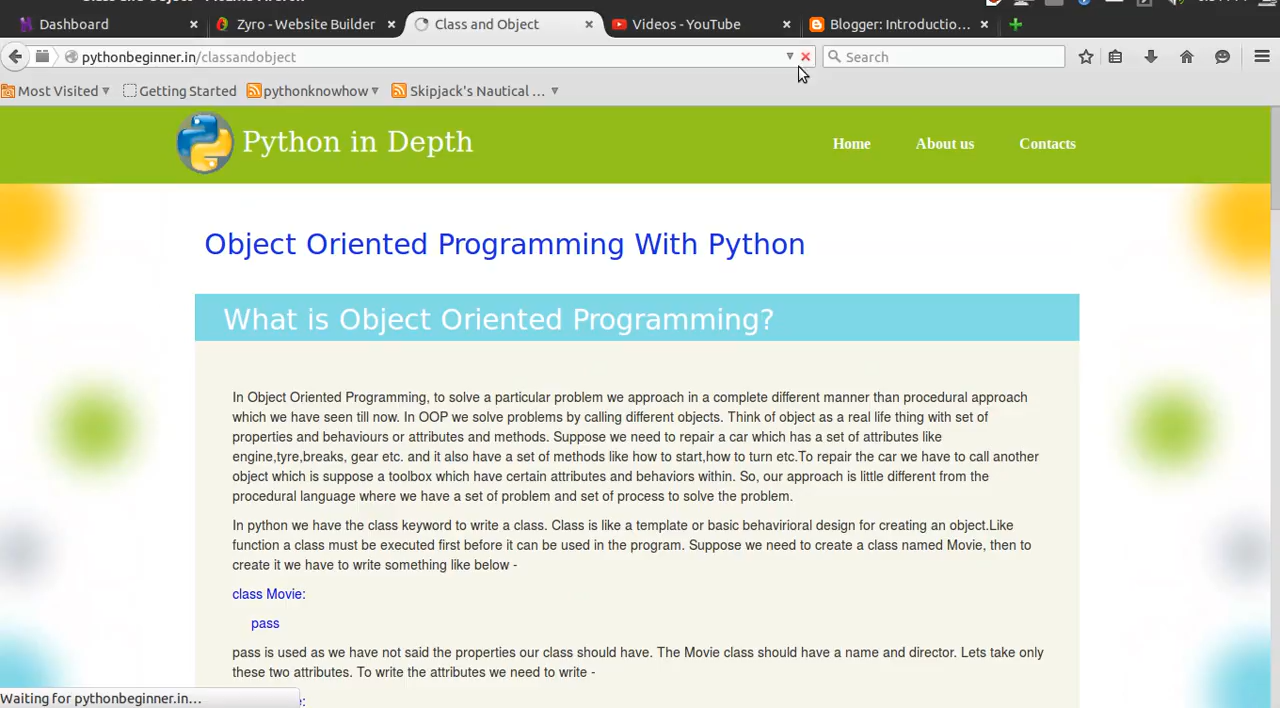 Dashboard × Zyro - Website Builder × Class and Object × Videos - YouTube × Blogger: Introductio... × +
pythonbeginner.in/classandobject Search
Most Visited Getting Started pythonknowhow Skipjack's Nautical ...
Python in Depth Home About us Contacts
Object Oriented Programming With Python
What is Object Oriented Programming?
In Object Oriented Programming, to solve a particular problem we approach in a complete different manner than procedural approach
which we have seen till now. In OOP we solve problems by calling different objects. Think of object as a real life thing with set of
properties and behaviours or attributes and methods. Suppose we need to repair a car which has a set of attributes like
engine,tyre,breaks, gear etc. and it also have a set of methods like how to start,how to turn etc.To repair the car we have to call another
object which is suppose a toolbox which have certain attributes and behaviors within. So, our approach is little different from the
procedural language where we have a set of problem and set of process to solve the problem.
In python we have the class keyword to write a class. Class is like a template or basic behavirioral design for creating an object.Like
function a class must be executed first before it can be used in the program. Suppose we need to create a class named Movie, then to
create it we have to write something like below -
class Movie:
pass
pass is used as we have not said the properties our class should have. The Movie class should have a name and director. Lets take only
these two attributes. To write the attributes we need to write -
Waiting for pythonbeginner.in...